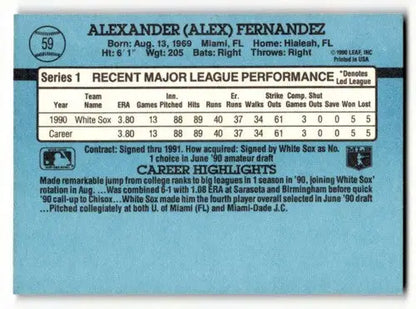 59
ALEXANDER (ALEX) FERNANDEZ
Born: Aug. 13, 1969 Miami, FL Home: Hialeah, FL
Ht: 6' 1" Wgt: 205 Bats: Right Throws: Right
© 1990 LEAF, INC
Printed in USA
Series 1 RECENT MAJOR LEAGUE PERFORMANCE *Denotes Led League
Team Inn. Er. Strike Comp. Shut
Year Name ERA Games Pitched Hits Runs Runs Walks Outs Games Outs Saves Won Lost
1990 White Sox 3.80 13 88 89 40 37 34 61 3 0 0 5 5
Career 3.80 13 88 89 40 37 34 61 3 0 0 5 5
Contract: Signed thru 1991. How Acquired: Signed by White Sox as No.
1 choice in June '90 amateur draft
CAREER HIGHLIGHTS
Made remarkable jump from college ranks to big leagues in 1 season in '90, joining White Sox'
rotation in Aug. ...Was combined 6-1 with 1.08 ERA at Sarasota and Birmingham before quick
'90 call-up to Chisox...White Sox made him the fourth player overall selected in June '90 draft
...Pitched collegiately at both U. of Miami (FL) and Miami-Dade J.C.